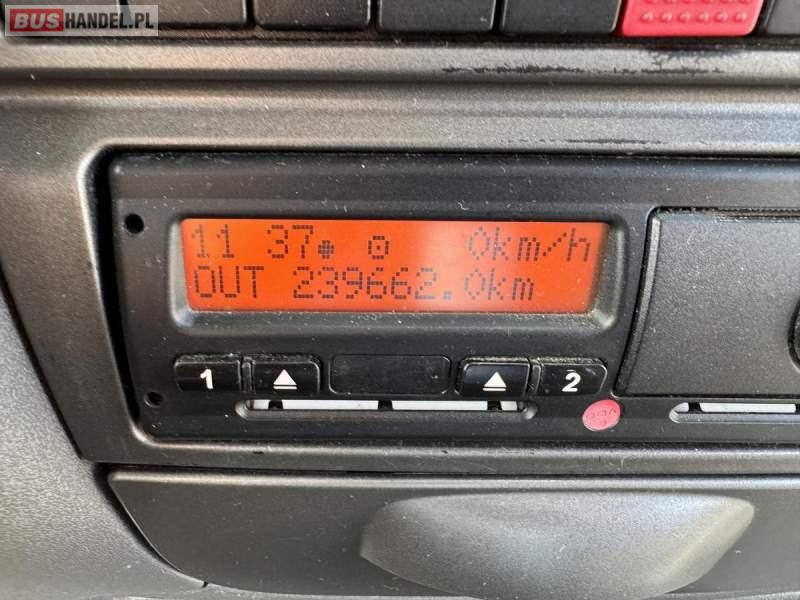 BUSHANDEL.PL
11 37 0km/h
OUT 239662.0km
1 2
VDO